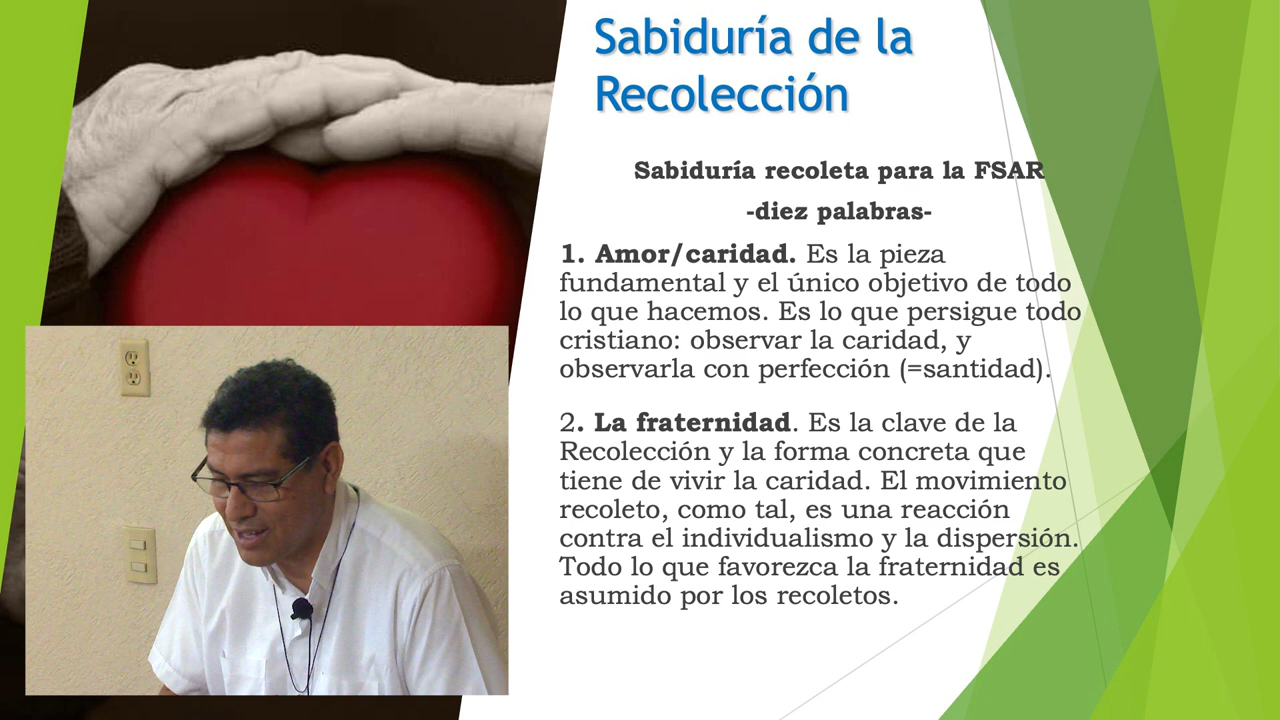 Sabiduría de la
Recolección
Sabiduría recoleta para la FSAR
-diez palabras-
1. Amor/caridad. Es la pieza
fundamental y el único objetivo de todo
lo que hacemos. Es lo que persigue todo
cristiano: observar la caridad, y
observarla con perfección (=santidad).
2. La fraternidad. Es la clave de la
Recolección y la forma concreta que
tiene de vivir la caridad. El movimiento
recoleto, como tal, es una reacción
contra el individualismo y la dispersión.
Todo lo que favorezca la fraternidad es
asumido por los recoletos.